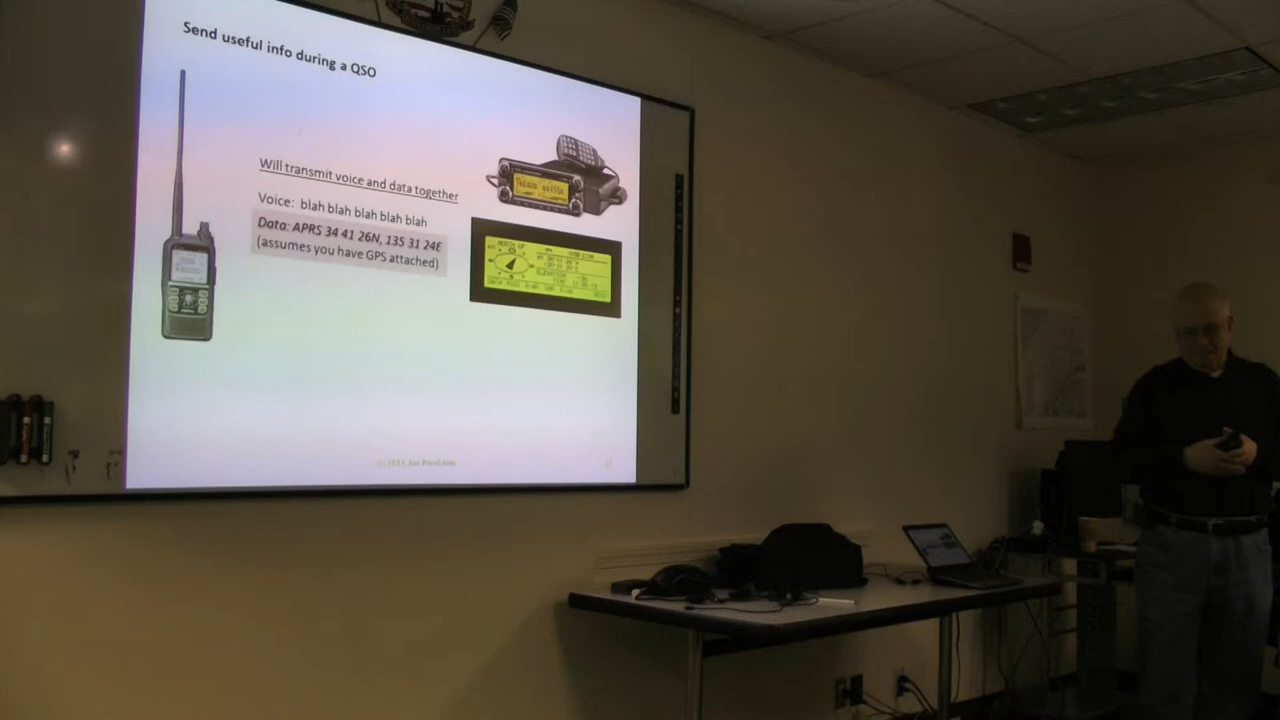 Send useful info during a QSO
Will transmit voice and data together
Voice: blah blah blah blah blah
Data: APRS 34 41 26N, 135 31 24E
(assumes you have GPS attached)